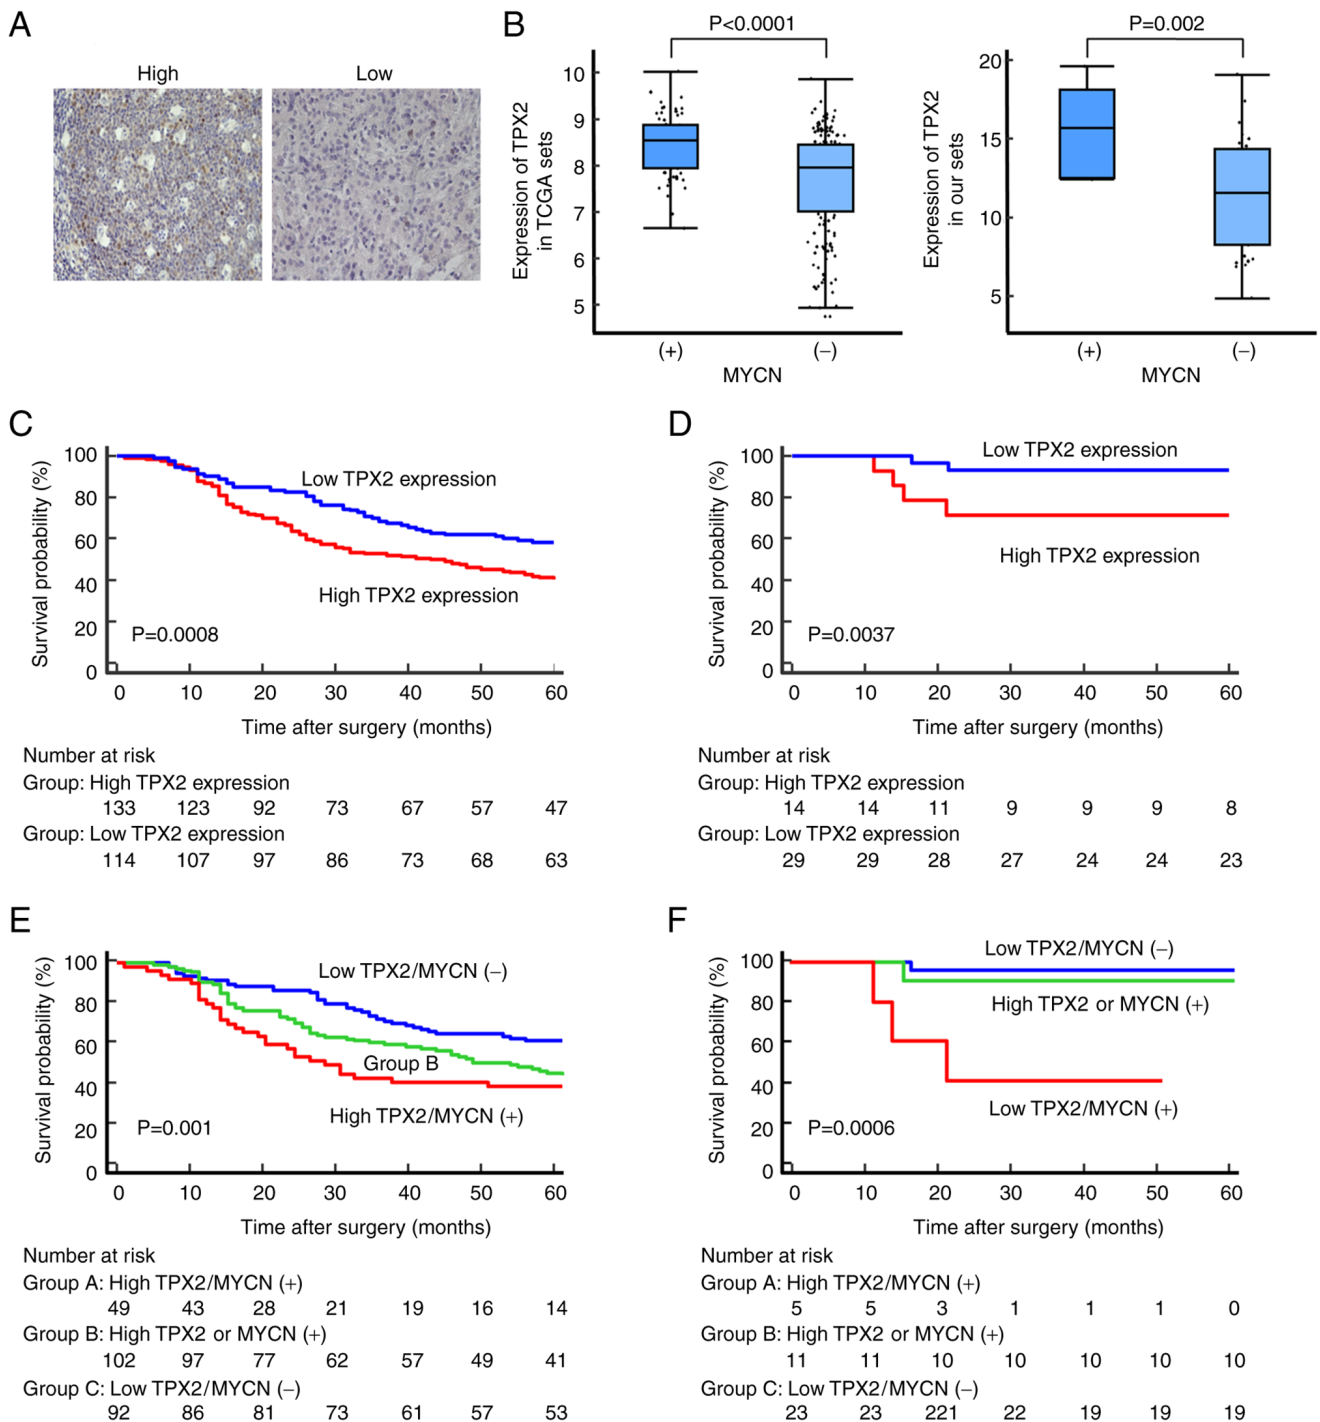 A
High Low
B
P<0.0001
Expression of TPX2
in TCGA sets
10
9
8
7
6
5
(+) (−)
MYCN
P=0.002
Expression of TPX2
in our sets
20
15
10
5
(+) (−)
MYCN
C
Survival probability (%)
100
80
60
40
20
0
Low TPX2 expression
High TPX2 expression
P=0.0008
0 10 20 30 40 50 60
Time after surgery (months)
Number at risk
Group: High TPX2 expression
133 123 92 73 67 57 47
Group: Low TPX2 expression
114 107 97 86 73 68 63
D
Survival probability (%)
100
80
60
40
20
0
Low TPX2 expression
High TPX2 expression
P=0.0037
0 10 20 30 40 50 60
Time after surgery (months)
Number at risk
Group: High TPX2 expression
14 14 11 9 9 9 8
Group: Low TPX2 expression
29 29 28 27 24 24 23
E
Survival probability (%)
100
80
60
40
20
0
Low TPX2/MYCN (−)
Group B
High TPX2/MYCN (+)
P=0.001
0 10 20 30 40 50 60
Time after surgery (months)
Number at risk
Group A: High TPX2/MYCN (+)
49 43 28 21 19 16 14
Group B: High TPX2 or MYCN (+)
102 97 77 62 57 49 41
Group C: Low TPX2/MYCN (−)
92 86 81 73 61 57 53
F
Survival probability (%)
100
80
60
40
20
0
Low TPX2/MYCN (−)
High TPX2 or MYCN (+)
Low TPX2/MYCN (+)
P=0.0006
0 10 20 30 40 50 60
Time after surgery (months)
Number at risk
Group A: High TPX2/MYCN (+)
5 5 3 1 1 1 0
Group B: High TPX2 or MYCN (+)
11 11 10 10 10 10 10
Group C: Low TPX2/MYCN (−)
23 23 221 22 19 19 19